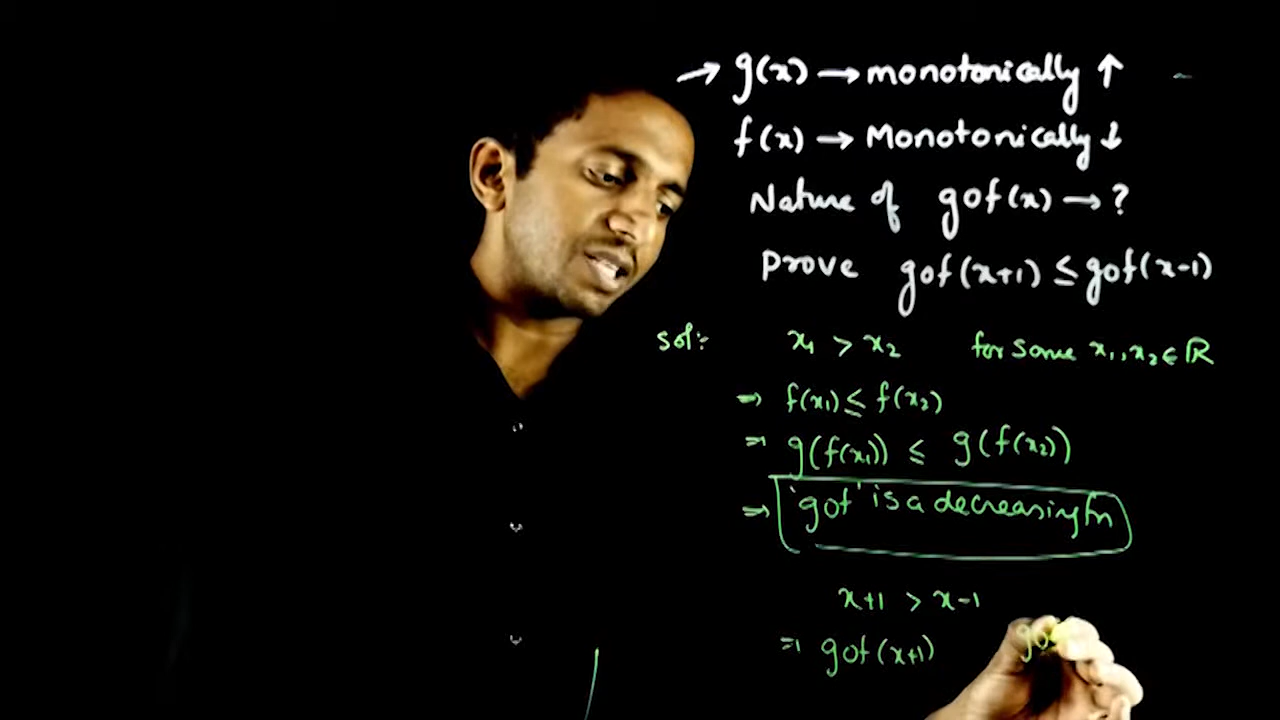 → g(x) → monotonically ↑
f(x) → Monotonically ↓
Nature of gof(x) → ?
Prove gof(x+1) ≤ gof(x-1)
Sol: x₁ > x₂ for some x₁, x₂ ∈ ℝ
⇒ f(x₁) ≤ f(x₂)
⇒ g(f(x₁)) ≤ g(f(x₂))
⇒ 'gof' is a decreasing fn
x+1 > x-1
⇒ gof(x+1) go